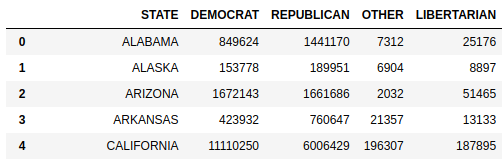 STATE DEMOCRAT REPUBLICAN OTHER LIBERTARIAN
0 ALABAMA 849624 1441170 7312 25176
1 ALASKA 153778 189951 6904 8897
2 ARIZONA 1672143 1661686 2032 51465
3 ARKANSAS 423932 760647 21357 13133
4 CALIFORNIA 11110250 6006429 196307 187895